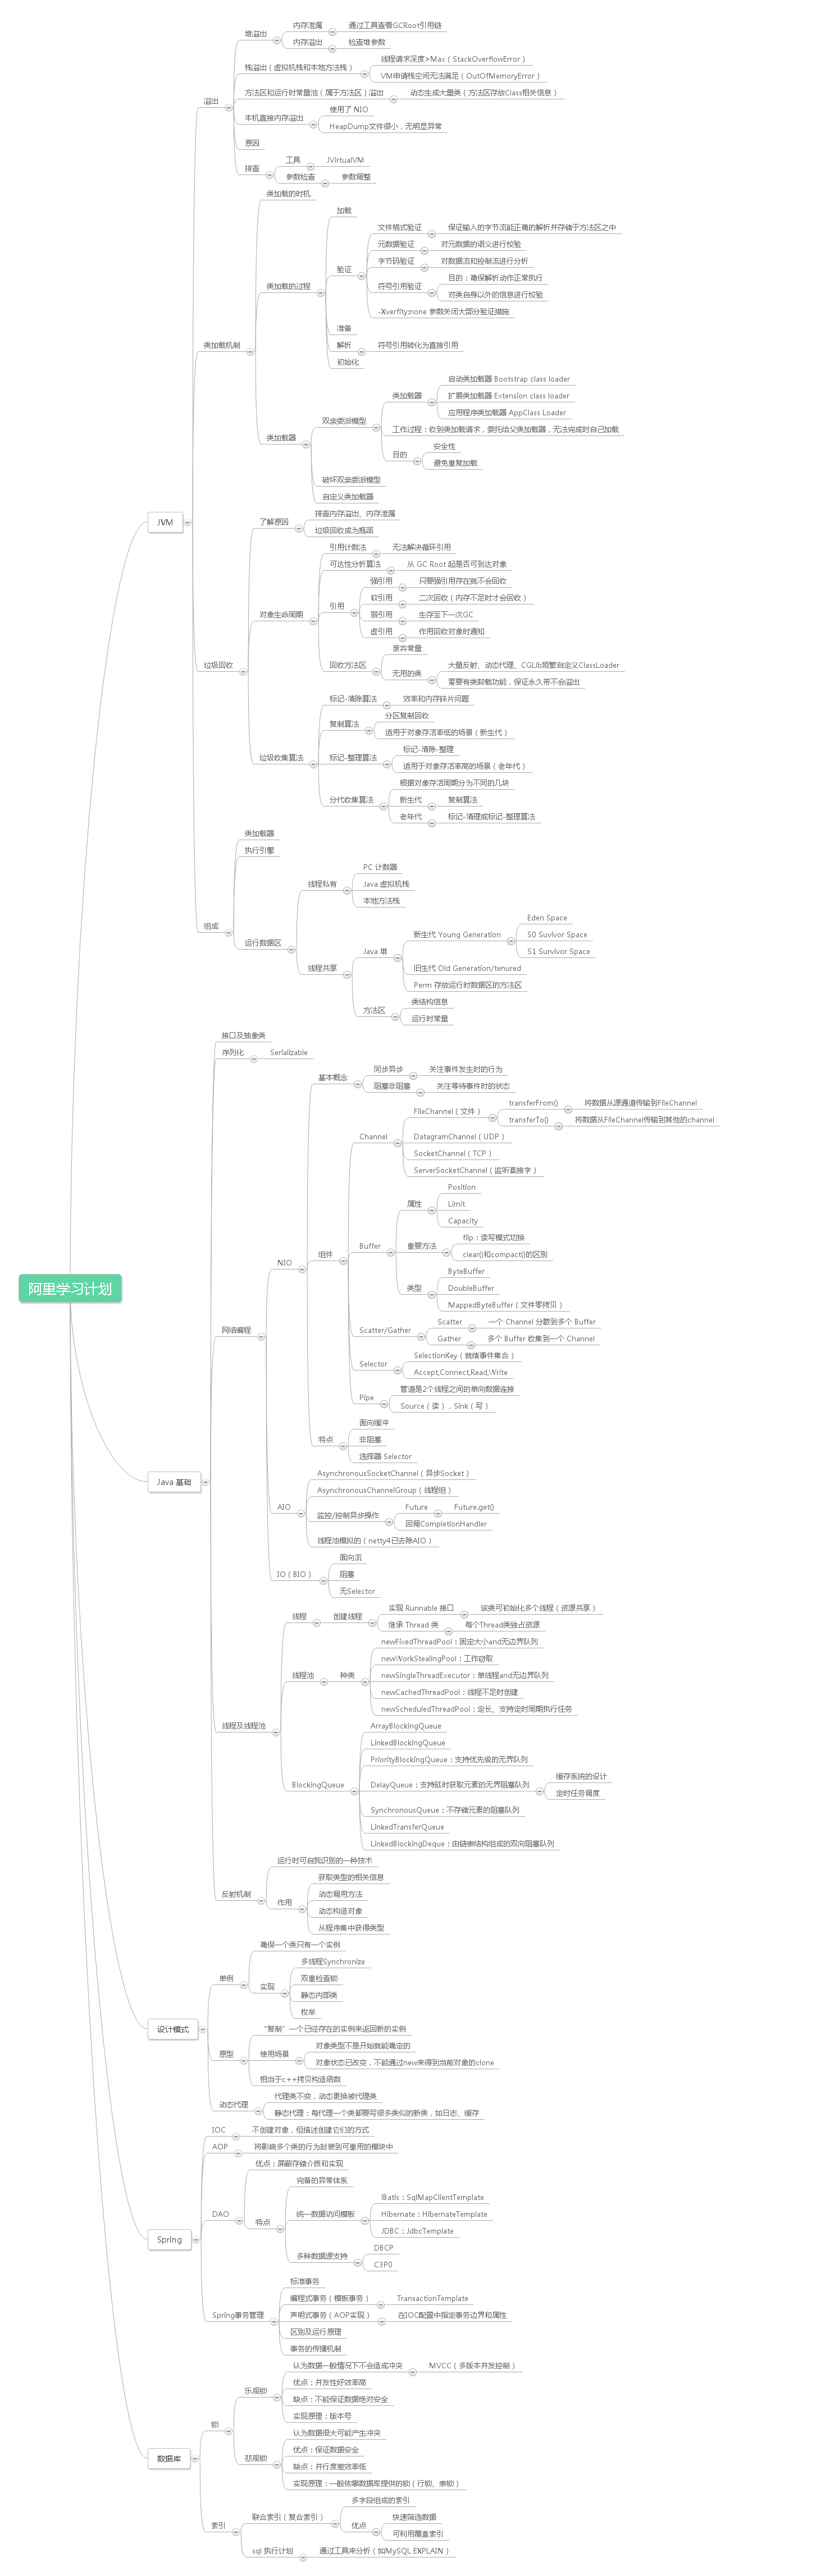 阿里学习计划
JVM
溢出
堆溢出
内存泄漏
通过工具查看GCRoot引用链
内存溢出
检查堆参数
栈溢出（虚拟机栈和本地方法栈）
线程请求深度>Max（StackOverflowError）
VM申请栈空间无法满足（OutOfMemoryError）
方法区和运行时常量池（属于方法区）溢出
动态生成大量类（方法区存放Class相关信息）
本机直接内存溢出
使用了 NIO
HeapDump文件很小，无明显异常
原因
排查
工具
JVirtualVM
参数检查
参数调整
类加载机制
类加载的时机
类加载的过程
加载
验证
文件格式验证
保证输入的字节流能正确的解析并存储于方法区之中
元数据验证
对元数据的语义进行校验
字节码验证
对数据流和控制流进行分析
符号引用验证
目的：确保解析动作正常执行
对类自身以外的信息进行校验
-Xverfity:none 参数关闭大部分验证措施
准备
解析
符号引用转化为直接引用
初始化
类加载器
双亲委派模型
类加载器
启动类加载器 Bootstrap class loader
扩展类加载器 Extension class loader
应用程序类加载器 AppClass Loader
工作过程：收到类加载请求，委托给父类加载器，无法完成时自己加载
目的
安全性
避免重复加载
破坏双亲委派模型
自定义类加载器
垃圾回收
了解原因
排查内存溢出、内存泄漏
垃圾回收成为瓶颈
对象生命周期
引用计数法
无法解决循环引用
可达性分析算法
从 GC Root 起是否可到达对象
引用
强引用
只要强引用存在就不会回收
软引用
二次回收（内存不足时才会回收）
弱引用
生存至下一次GC
虚引用
作用回收对象时通知
回收方法区
废弃常量
无用的类
大量反射、动态代理、CGLib频繁自定义ClassLoader
需要有类卸载功能，保证永久带不会溢出
垃圾收集算法
标记-清除算法
效率和内存碎片问题
复制算法
分区复制回收
适用于对象存活率低的场景（新生代）
标记-整理算法
标记-清除-整理
适用于对象存活率高的场景（老年代）
分代收集算法
根据对象存活周期分为不同的几块
新生代
复制算法
老年代
标记-清理或标记-整理算法
组成
类加载器
执行引擎
运行数据区
线程私有
PC 计数器
Java 虚拟机栈
本地方法栈
线程共享
Java 堆
新生代 Young Generation
Eden Space
S0 Suvivor Space
S1 Survivor Space
旧生代 Old Generation/tenured
Perm 存放运行时数据区的方法区
方法区
类结构信息
运行时常量
Java 基础
接口及抽象类
序列化
Serializable
网络编程
NIO
基本概念
同步异步
关注事件发生时的行为
阻塞非阻塞
关注等待事件时的状态
组件
Channel
FileChannel（文件）
transferFrom()
将数据从源通道传输到FileChannel
transferTo()
将数据从FileChannel传输到其他的channel
DatagramChannel（UDP）
SocketChannel（TCP）
ServerSocketChannel（监听套接字）
Buffer
属性
Position
Limit
Capacity
重要方法
flip：读写模式切换
clear()和compact()的区别
类型
ByteBuffer
DoubleBuffer
MappedByteBuffer（文件零拷贝）
Scatter/Gather
Scatter
一个 Channel 分散到多个 Buffer
Gather
多个 Buffer 收集到一个 Channel
Selector
SelectionKey（就绪事件集合）
Accept,Connect,Read,Write
Pipe
管道是2个线程之间的单向数据连接
Source（读），Sink（写）
特点
面向缓冲
非阻塞
选择器 Selector
AIO
AsynchronousSocketChannel（异步Socket）
AsynchronousChannelGroup（线程组）
监控/控制异步操作
Future
Future.get()
回调CompletionHandler
线程池模拟的（netty4已去除AIO）
IO（BIO）
面向流
阻塞
无Selector
线程及线程池
线程
创建线程
实现 Runnable 接口
该类可初始化多个线程（资源共享）
继承 Thread 类
每个Thread类独占资源
线程池
种类
newFixedThreadPool：固定大小and无边界队列
newWorkStealingPool：工作窃取
newSingleThreadExecutor：单线程and无边界队列
newCachedThreadPool：线程不足时创建
newScheduledThreadPool：定长、支持定时周期执行任务
BlockingQueue
ArrayBlockingQueue
LinkedBlockingQueue
PriorityBlockingQueue：支持优先级的无界队列
DelayQueue：支持延时获取元素的无界阻塞队列
缓存系统的设计
定时任务调度
SynchronousQueue：不存储元素的阻塞队列
LinkedTransferQueue
LinkedBlockingDeque：由链表结构组成的双向阻塞队列
反射机制
运行时可自我识别的一种技术
作用
获取类型的相关信息
动态调用方法
动态构造对象
从程序集中获得类型
设计模式
单例
确保一个类只有一个实例
实现
多线程Synchronize
双重检查锁
静态内部类
枚举
原型
“复制”一个已经存在的实例来返回新的实例
使用场景
对象类型不是开始就能确定的
对象状态已改变，不能通过new来得到当前对象的clone
相当于c++拷贝构造函数
动态代理
代理类不变，动态更换被代理类
静态代理：每代理一个类都要写很多类似的新类，如日志、缓存
Spring
IOC
不创建对象，但描述创建它们的方式
AOP
将影响多个类的行为封装到可重用的模块中
DAO
优点：屏蔽存储介质和实现
特点
完备的异常体系
统一数据访问模板
iBatis：SqlMapClientTemplate
Hibernate：HibernateTemplate
JDBC：JdbcTemplate
多种数据源支持
DBCP
C3P0
Spring事务管理
标准事务
编程式事务（模板事务）
TransactionTemplate
声明式事务（AOP实现）
在IOC配置中指定事务边界和属性
区别及运行原理
事务的传播机制
数据库
锁
乐观锁
认为数据一般情况下不会造成冲突
MVCC（多版本并发控制）
优点：并发性好效率高
缺点：不能保证数据绝对安全
实现原理：版本号
悲观锁
认为数据很大可能产生冲突
优点：保证数据安全
缺点：并行度差效率低
实现原理：一般依靠数据库提供的锁（行锁、表锁）
索引
联合索引（复合索引）
多字段组成的索引
优点
快速筛选数据
可利用覆盖索引
sql 执行计划
通过工具来分析（如MySQL EXPLAIN）